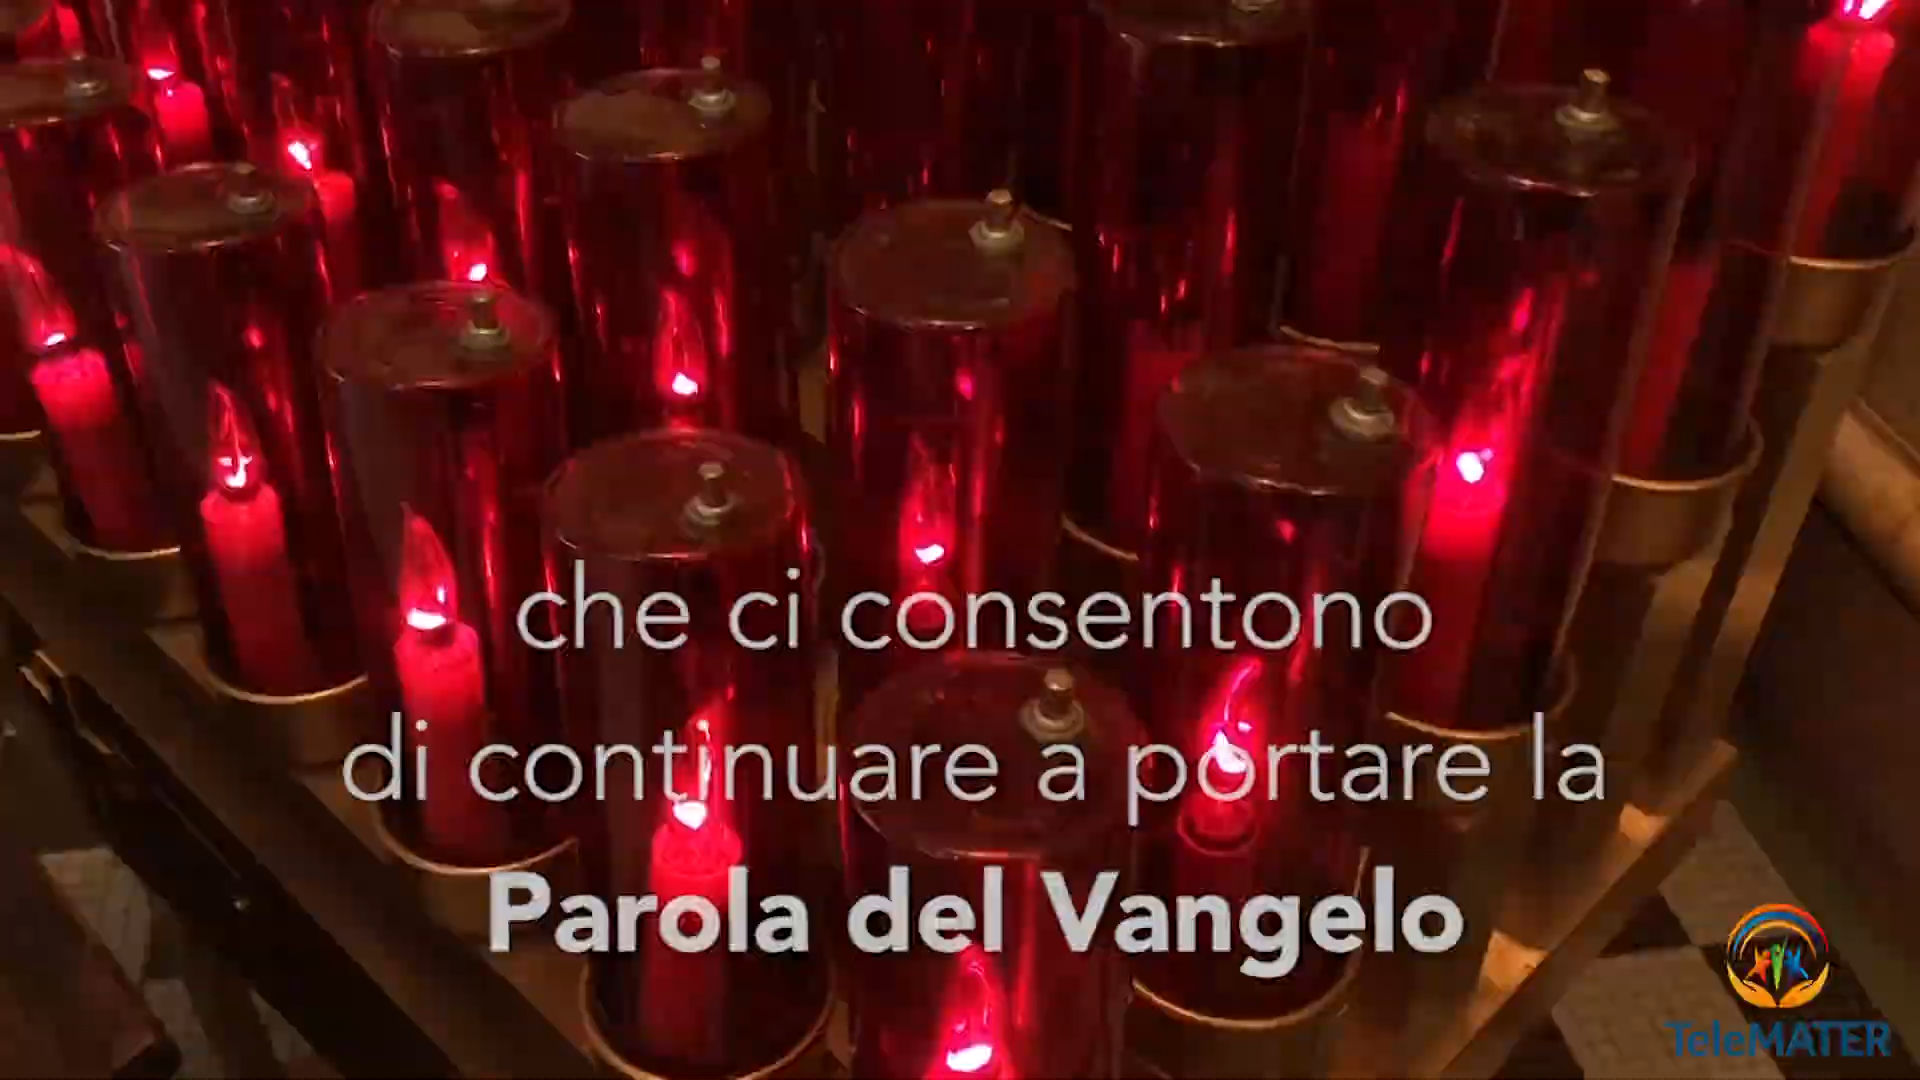 che ci consentono
di continuare a portare la
Parola del Vangelo
TeleMATER